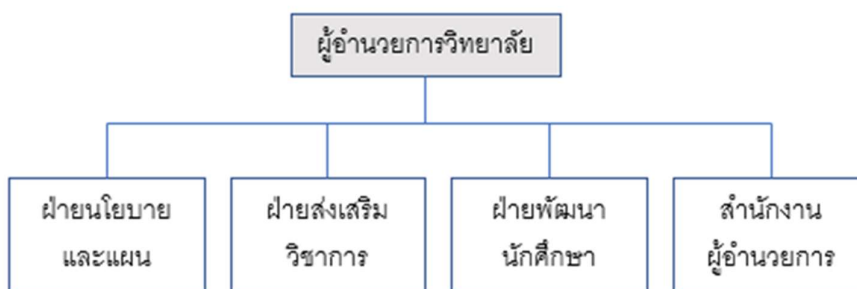 ผู้อำนวยการวิทยาลัย
ฝ่ายนโยบาย
และแผน
ฝ่ายส่งเสริม
วิชาการ
ฝ่ายพัฒนา
นักศึกษา
สำนักงาน
ผู้อำนวยการ